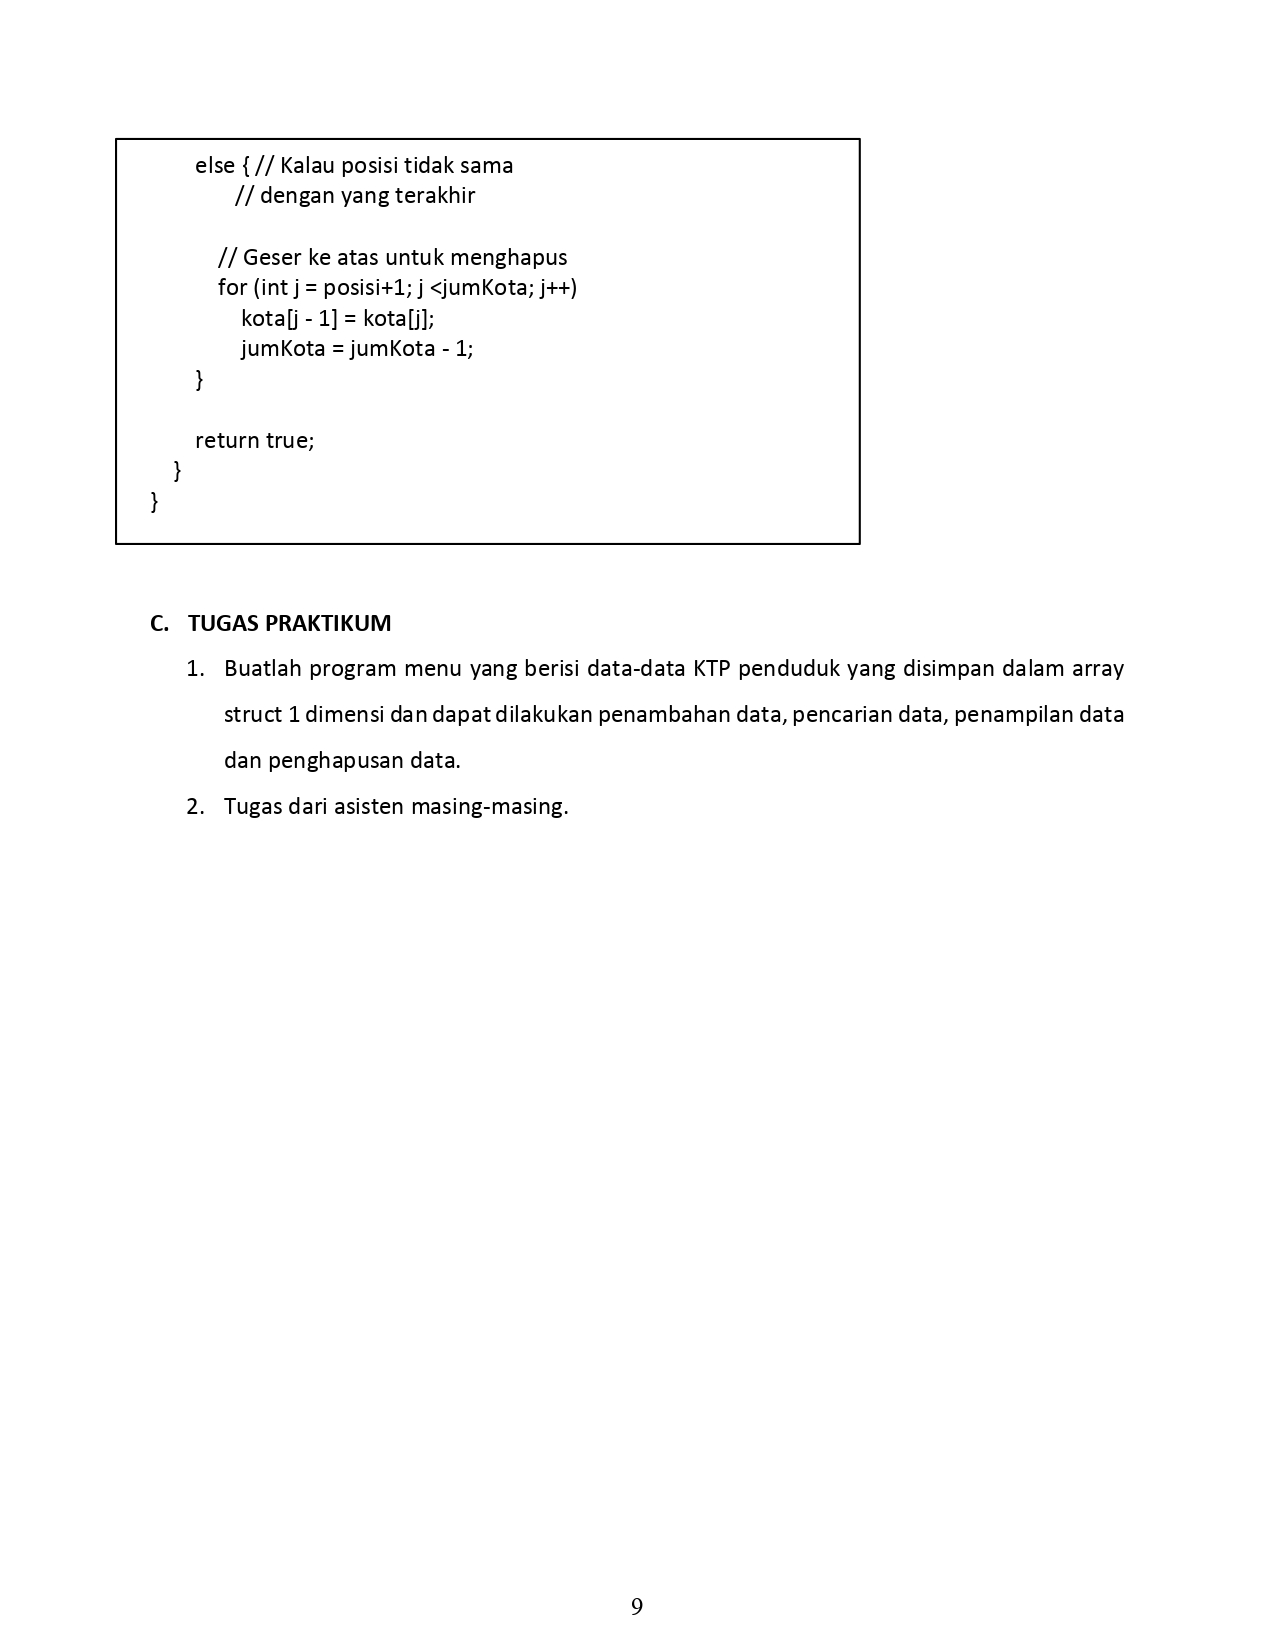 else { // Kalau posisi tidak sama
// dengan yang terakhir
// Geser ke atas untuk menghapus
for (int j = posisi+1; j <jumKota; j++)
kota[j - 1] = kota[j];
jumKota = jumKota - 1;
}
return true;
}
}
C. TUGAS PRAKTIKUM
1. Buatlah program menu yang berisi data-data KTP penduduk yang disimpan dalam array
struct 1 dimensi dan dapat dilakukan penambahan data, pencarian data, penampilan data
dan penghapusan data.
2. Tugas dari asisten masing-masing.
9